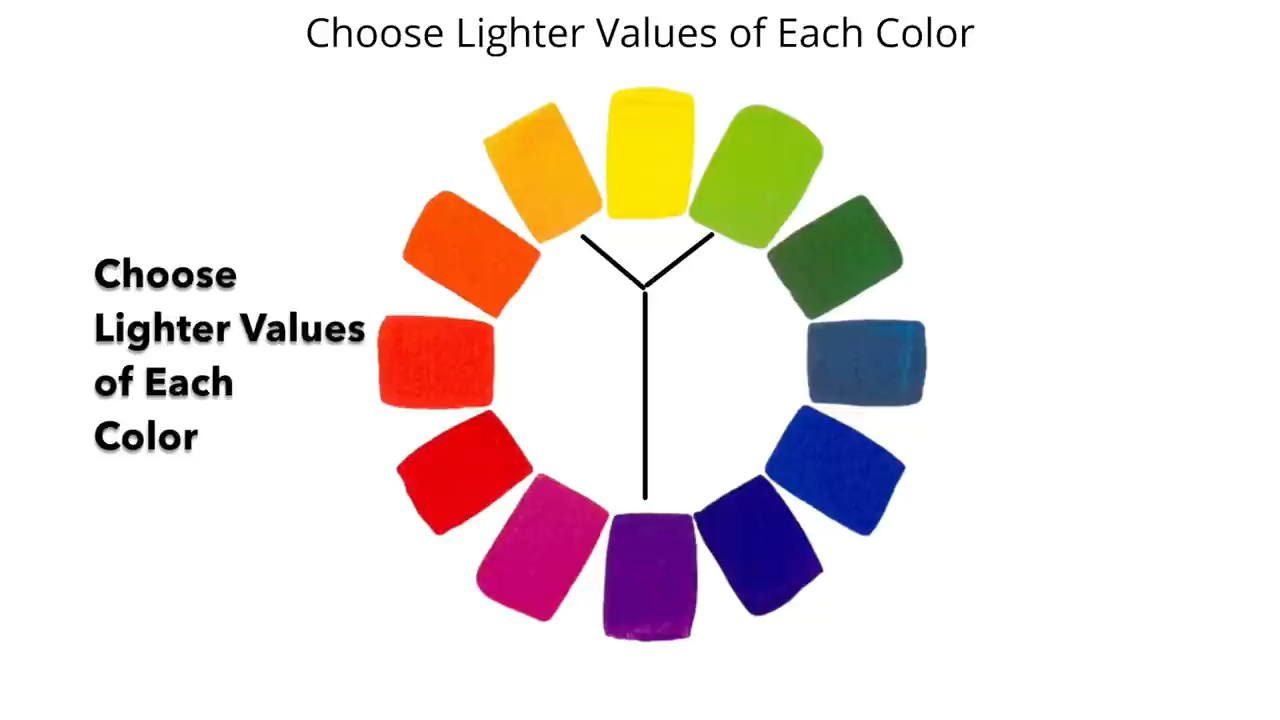 Choose Lighter Values of Each Color
Choose
Lighter Values
of Each
Color